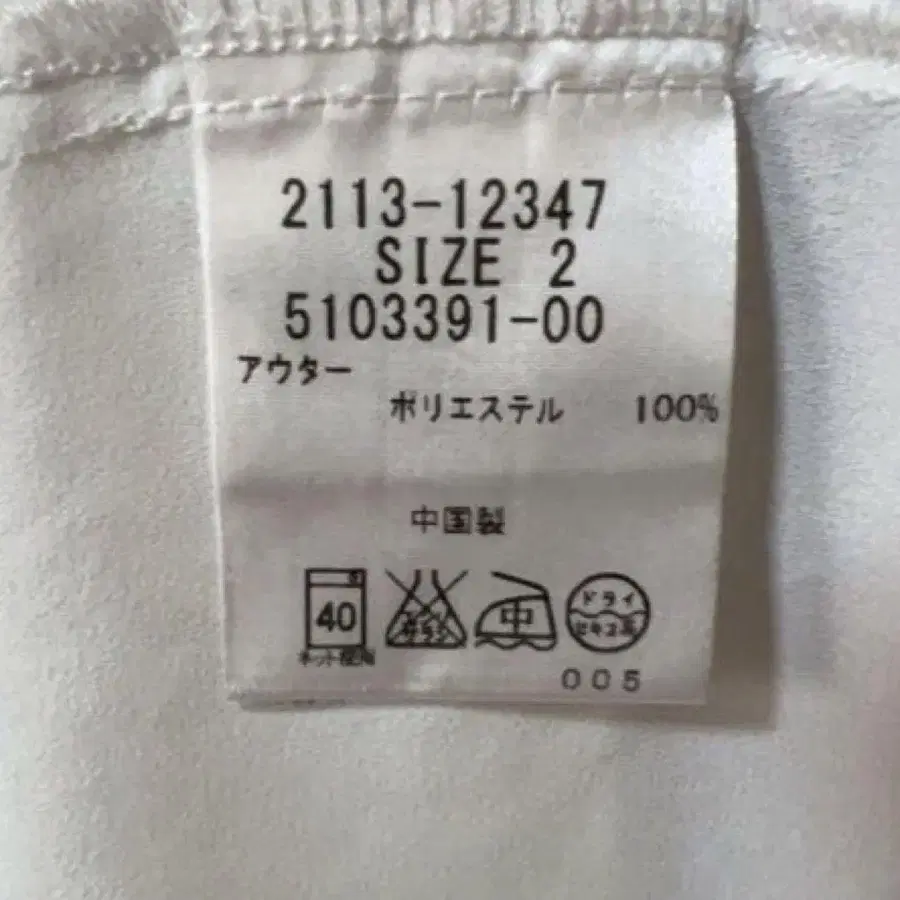 2113-12347
SIZE 2
5103391-00
アウター
ポリエステル 100%
中国製
40 中 ドライ
ネット使用
005